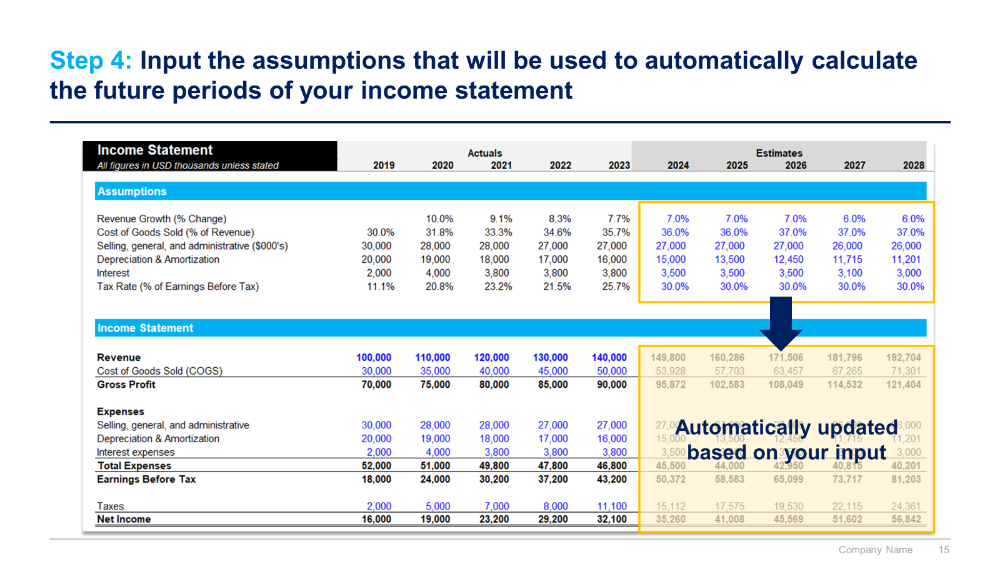 Step 4: Input the assumptions that will be used to automatically calculate
the future periods of your income statement
Income Statement
All figures in USD thousands unless stated
Actuals
Estimates
2019 2020 2021 2022 2023 2024 2025 2026 2027 2028
Assumptions
Revenue Growth (% Change) 10.0% 9.1% 8.3% 7.7% 7.0% 7.0% 7.0% 6.0% 6.0%
Cost of Goods Sold (% of Revenue) 30.0% 31.8% 33.3% 34.6% 35.7% 36.0% 36.0% 37.0% 37.0% 37.0%
Selling, general, and administrative ($000's) 30,000 28,000 28,000 27,000 27,000 27,000 27,000 27,000 26,000 26,000
Depreciation & Amortization 20,000 19,000 18,000 17,000 16,000 15,000 13,500 12,450 11,715 11,201
Interest 2,000 4,000 3,800 3,800 3,800 3,500 3,500 3,500 3,100 3,000
Tax Rate (% of Earnings Before Tax) 11.1% 20.8% 23.2% 21.5% 25.7% 30.0% 30.0% 30.0% 30.0% 30.0%
Income Statement
Revenue 100,000 110,000 120,000 130,000 140,000 149,800 160,286 171,506 181,796 192,704
Cost of Goods Sold (COGS) 30,000 35,000 40,000 45,000 50,000 53,928 57,703 63,457 67,265 71,301
Gross Profit 70,000 75,000 80,000 85,000 90,000 95,872 102,583 108,049 114,532 121,404
Expenses
Selling, general, and administrative 30,000 28,000 28,000 27,000 27,000
Depreciation & Amortization 20,000 19,000 18,000 17,000 16,000 15,000 13,500 12,450 11,715 11,201
Interest expenses 2,000 4,000 3,800 3,800 3,800 3,500 3,000
Total Expenses 52,000 51,000 49,800 47,800 46,800 45,500 44,000 42,950 40,815 40,201
Earnings Before Tax 18,000 24,000 30,200 37,200 43,200 50,372 58,583 65,099 73,717 81,203
Taxes 2,000 5,000 7,000 8,000 11,100 15,112 17,575 19,530 22,115 24,361
Net Income 16,000 19,000 23,200 29,200 32,100 35,260 41,008 45,569 51,602 56,842
Automatically updated
based on your input
Company Name 15